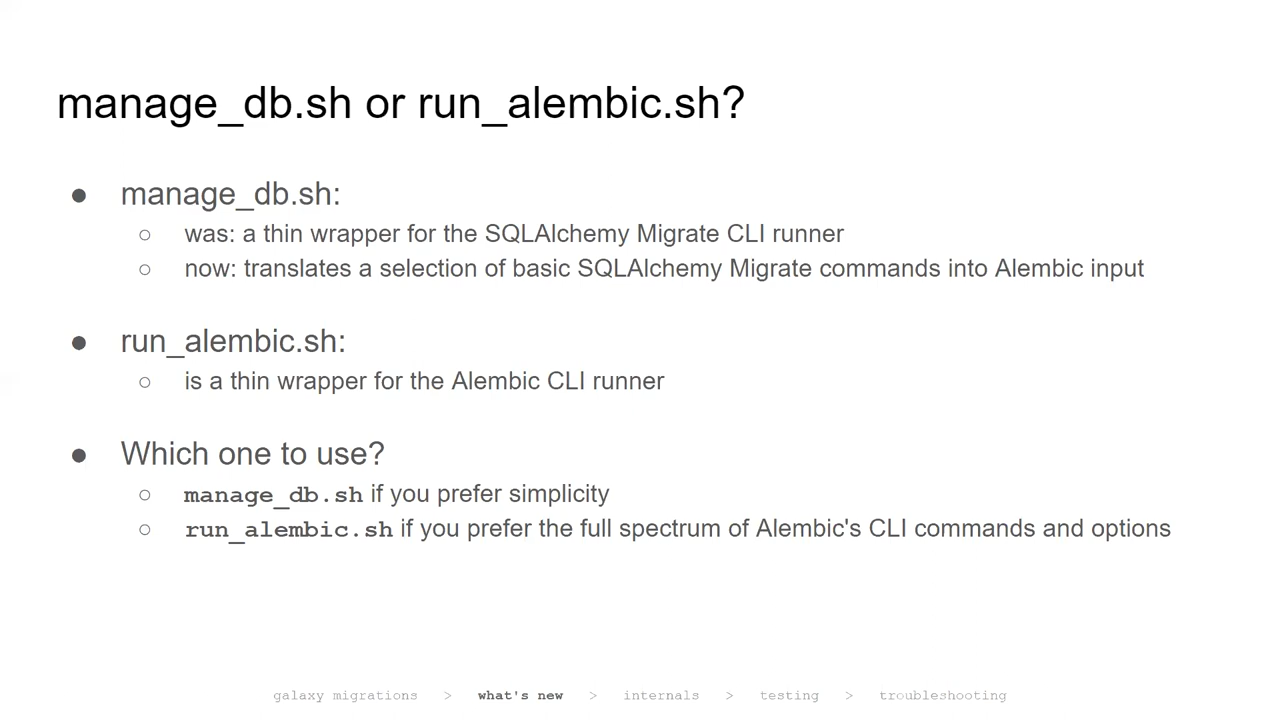 manage_db.sh or run_alembic.sh?
● manage_db.sh:
○ was: a thin wrapper for the SQLAlchemy Migrate CLI runner
○ now: translates a selection of basic SQLAlchemy Migrate commands into Alembic input
● run_alembic.sh:
○ is a thin wrapper for the Alembic CLI runner
● Which one to use?
○ manage_db.sh if you prefer simplicity
○ run_alembic.sh if you prefer the full spectrum of Alembic's CLI commands and options
galaxy migrations > what's new > internals > testing > troubleshooting